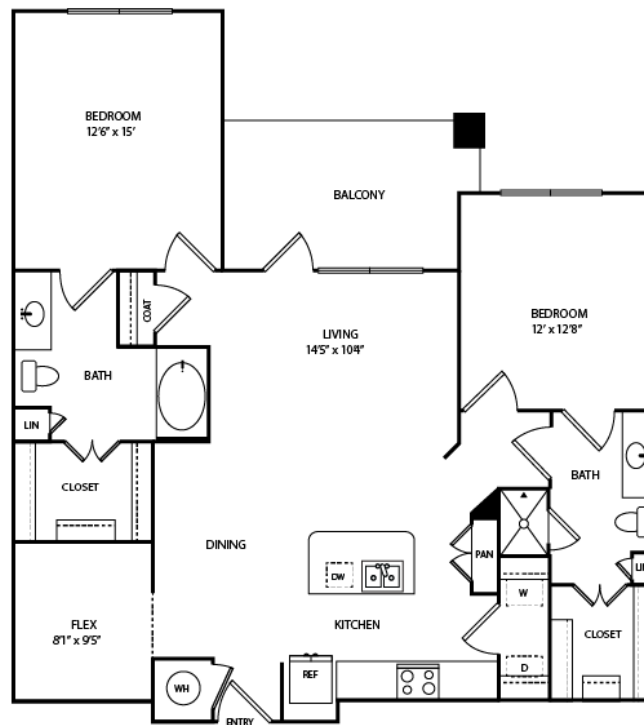 BEDROOM
12'6" x 15'
BALCONY
BEDROOM
12' x 12'8"
COAT
LIVING
14'5" x 10'4"
BATH
LIN
CLOSET
BATH
DINING
DW
PAN
LIN
W
FLEX
8'1" x 9'5"
KITCHEN
CLOSET
D
WH
REF
ENTRY